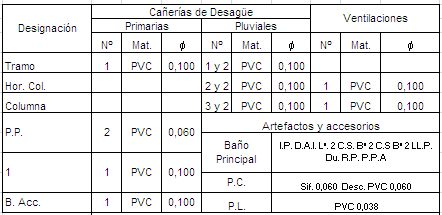 Cañerías de Desagüe
Designación Primarias Pluviales Ventilaciones
Nº Mat. ϕ Nº Mat. ϕ Nº Mat. ϕ
Tramo 1 PVC 0,100 1 y 2 PVC 0,100
Hor. Col. 2 y 2 PVC 0,100 1 PVC 0,100
Columna 3 y 2 PVC 0,100 1 PVC 0,100
P.P. 2 PVC 0,060 Artefactos y accesorios
1 1 PVC 0,100 Baño Principal I.P. D.A.I. Lª. 2 C.S. Bª 2 C.S Bª 2 LL.P.
Du. R.P. P.P.A
P.C. Sif. 0,060 Desc. PVC 0,060
B. Acc. 1 PVC 0,100 P.L. PVC 0,038